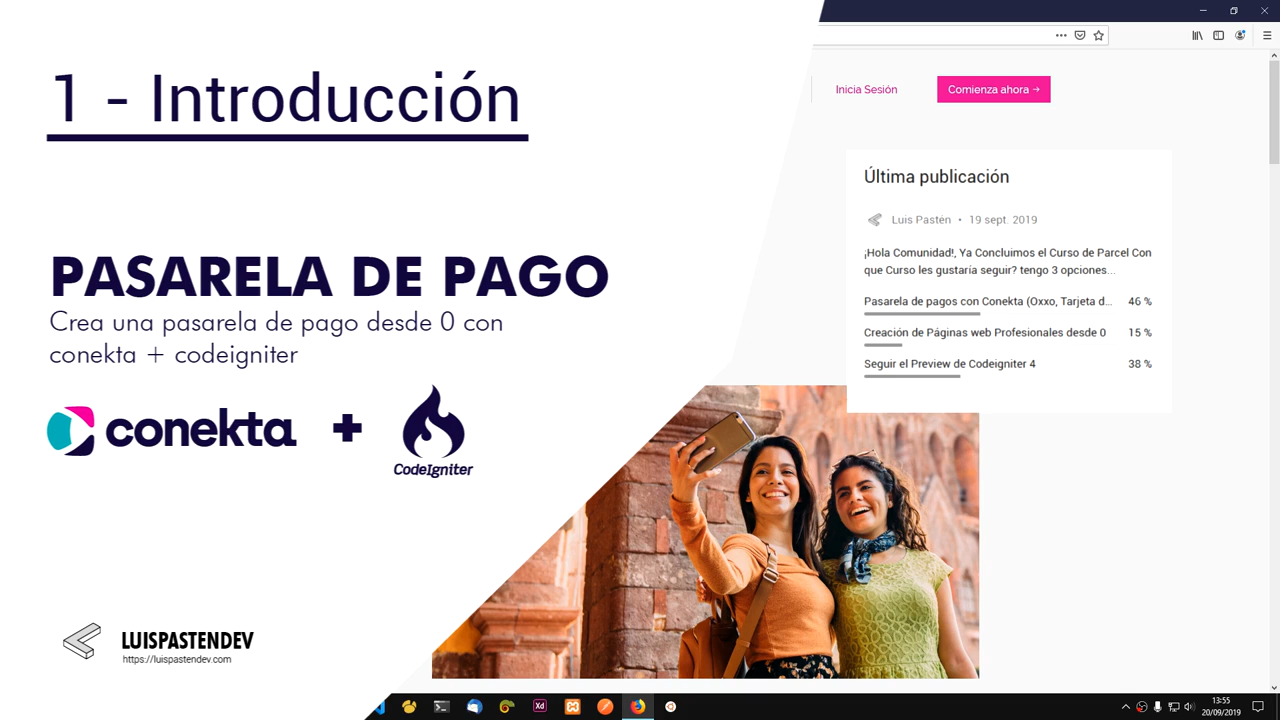 1 - Introducción
PASARELA DE PAGO
Crea una pasarela de pago desde 0 con
conekta + codeigniter
conekta + CodeIgniter
LUISPASTENDEV
https://luispastendev.com
Inicia Sesión
Comienza ahora →
Última publicación
Luis Pastén • 19 sept. 2019
¡Hola Comunidad!, Ya Concluimos el Curso de Parcel Con
que Curso les gustaría seguir? tengo 3 opciones...
Pasarela de pagos con Conekta (Oxxo, Tarjeta d... 46 %
Creación de Páginas web Profesionales desde 0 15 %
Seguir el Preview de Codeigniter 4 38 %
Xd
13:55
20/09/2019